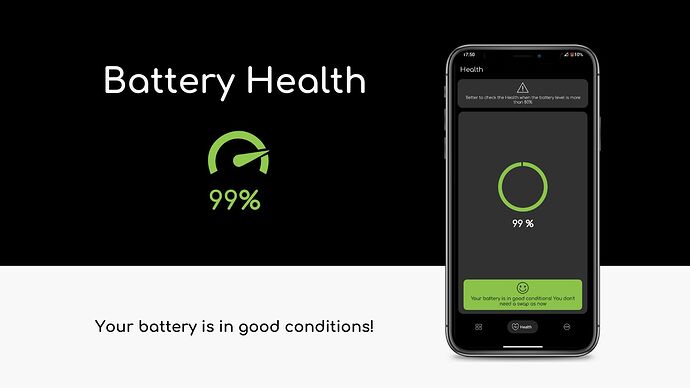 Battery Health
99%
Your battery is in good conditions!
17:50
10%
Health
Better to check the Health when the battery level is more
than 80%
99 %
Your battery is in good conditions! You don't
need a swap as now
Health